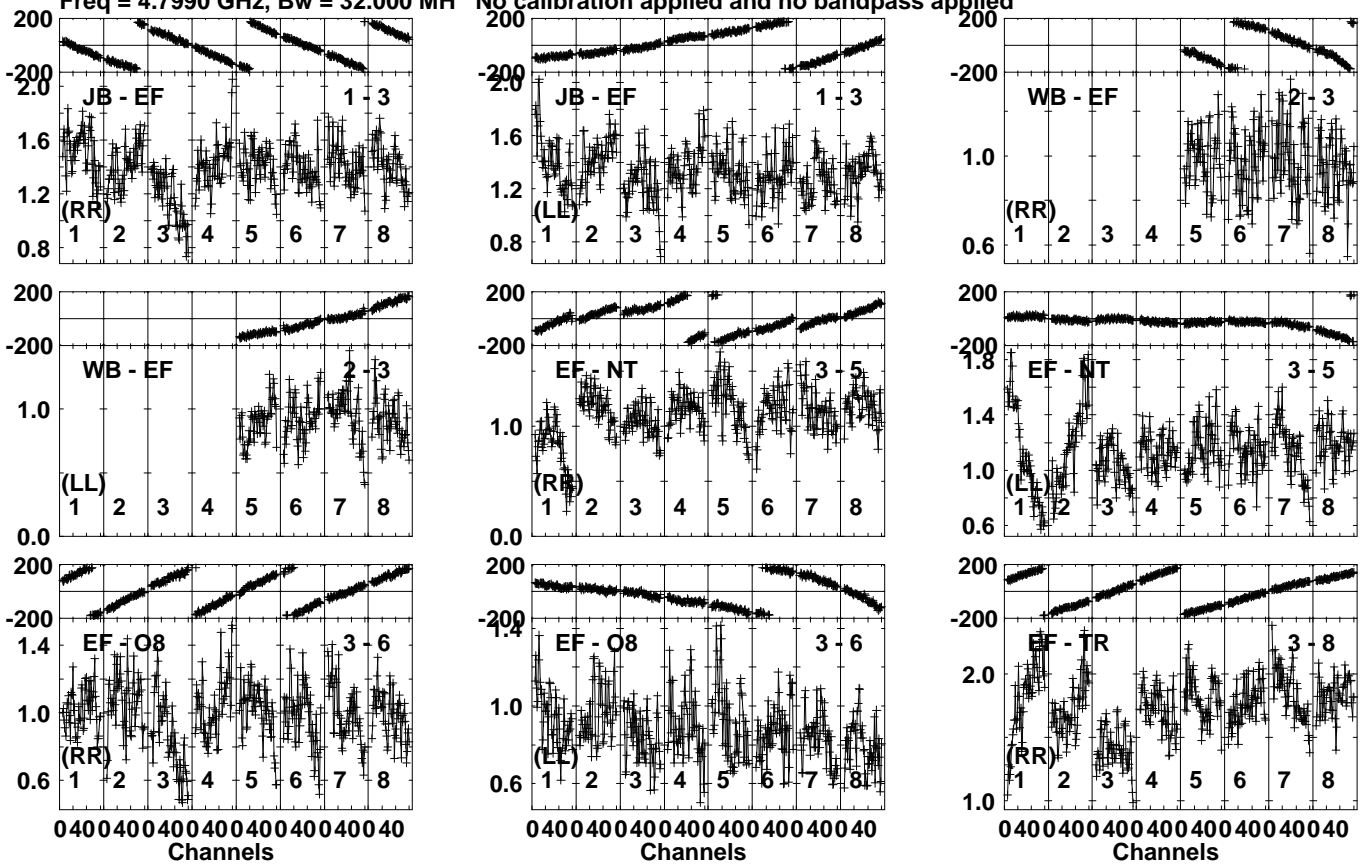 Freq = 4.7990 GHz, Bw = 32.000 MH No calibration applied and no bandpass applied
200 200 200
-200 -200 -200
2.0 JB - EF 1 - 3 2.0 JB - EF 1 - 3 WB - EF 2 - 3
1.6 1.6
1.2 1.2 1.0
(RR) (LL) (RR)
1 2 3 4 5 6 7 8 1 2 3 4 5 6 7 8 1 2 3 4 5 6 7 8
0.8 0.8 0.6
200 200 200
-200 -200 -200
WB - EF 2 - 3 EF - NT 3 - 5 1.8 EF - NT 3 - 5
1.0 1.0 1.4
1.0
(LL) (RR) (LL)
1 2 3 4 5 6 7 8 1 2 3 4 5 6 7 8 1 2 3 4 5 6 7 8
0.0 0.0 0.6
200 200 200
-200 -200 -200
1.4 EF - O8 3 - 6 1.4 EF - O8 3 - 6 2.0 EF - TR 3 - 8
1.0 1.0
(RR) (LL) (RR)
0.6 1 2 3 4 5 6 7 8 0.6 1 2 3 4 5 6 7 8 1 2 3 4 5 6 7 8
1.0
0 40 0 40 0 40 0 40 0 40 0 40 0 40 0 40 0 40 0 40 0 40 0 40 0 40 0 40 0 40 0 40 0 40 0 40 0 40 0 40 0 40 0 40 0 40 0 40
Channels Channels Channels